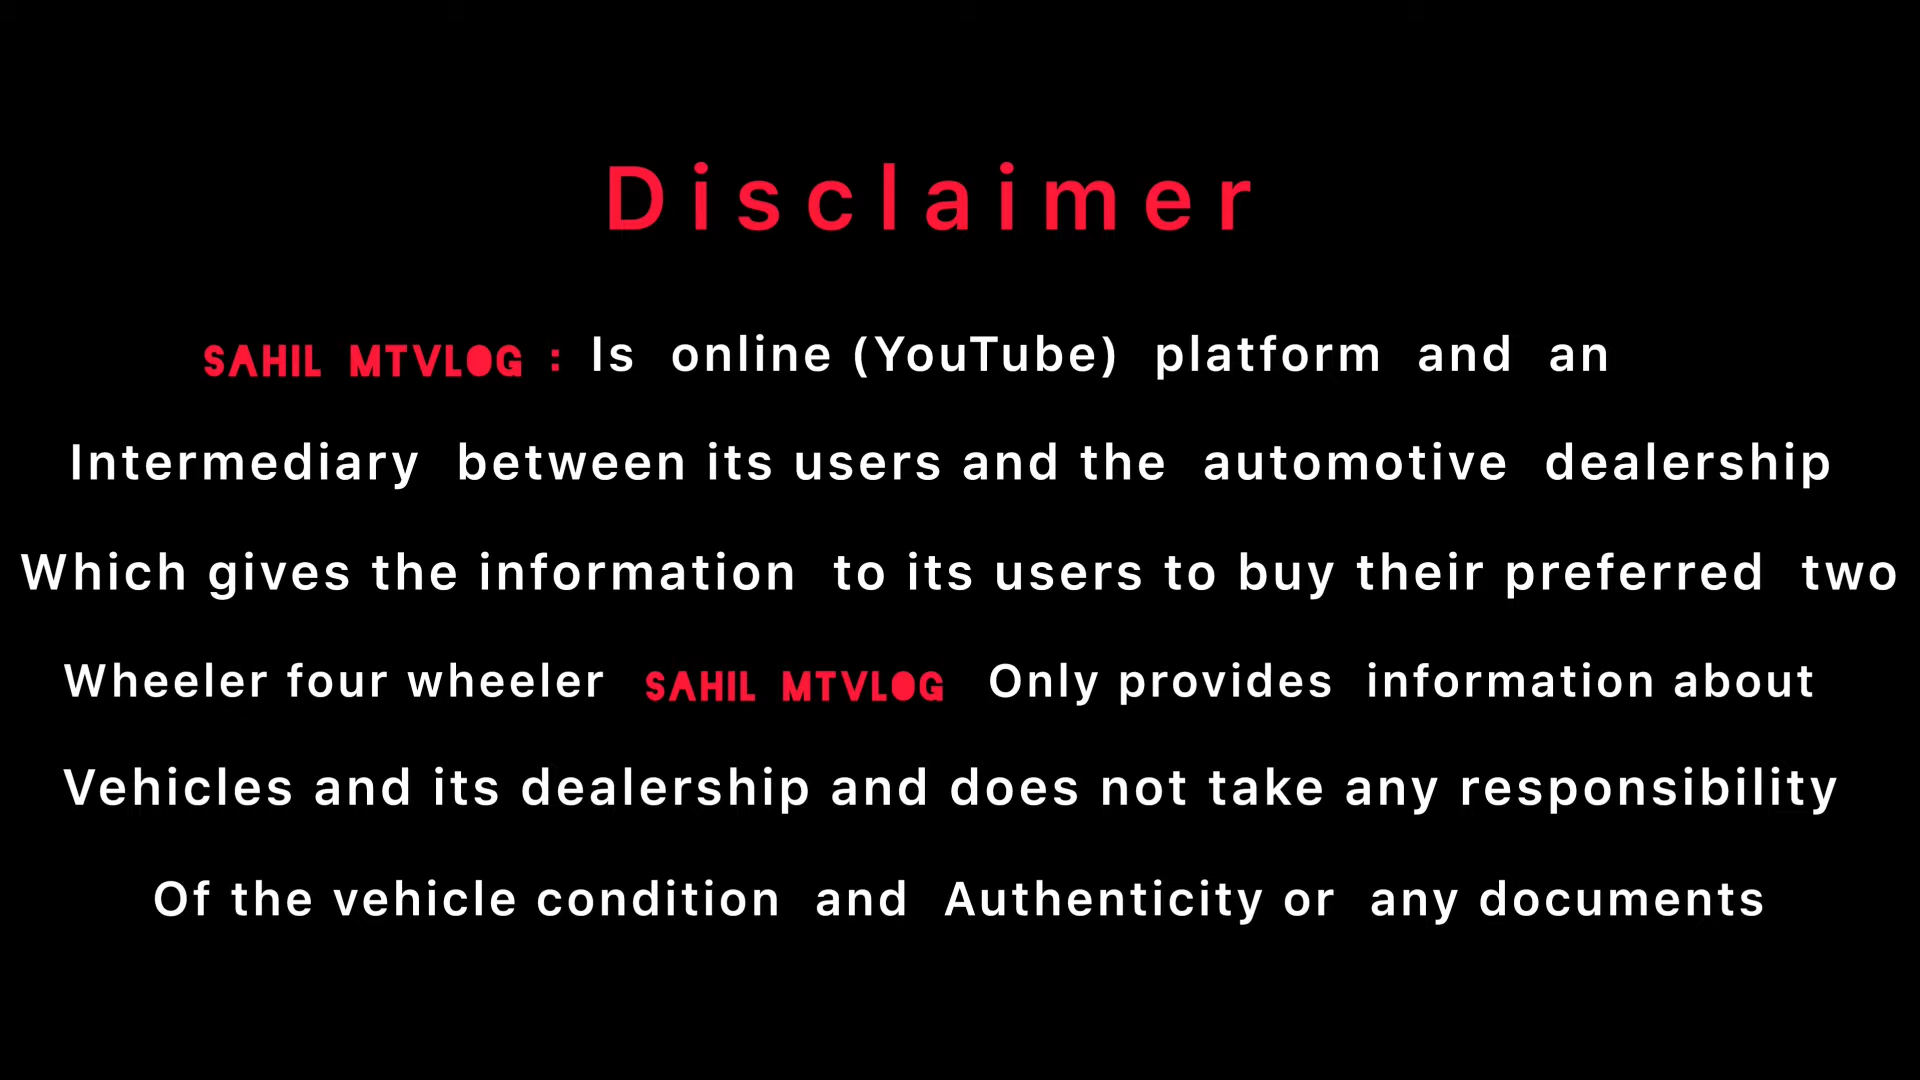 Disclaimer
SAHIL MTVLOG : Is online (YouTube) platform and an
Intermediary between its users and the automotive dealership
Which gives the information to its users to buy their preferred two
Wheeler four wheeler SAHIL MTVLOG Only provides information about
Vehicles and its dealership and does not take any responsibility
Of the vehicle condition and Authenticity or any documents